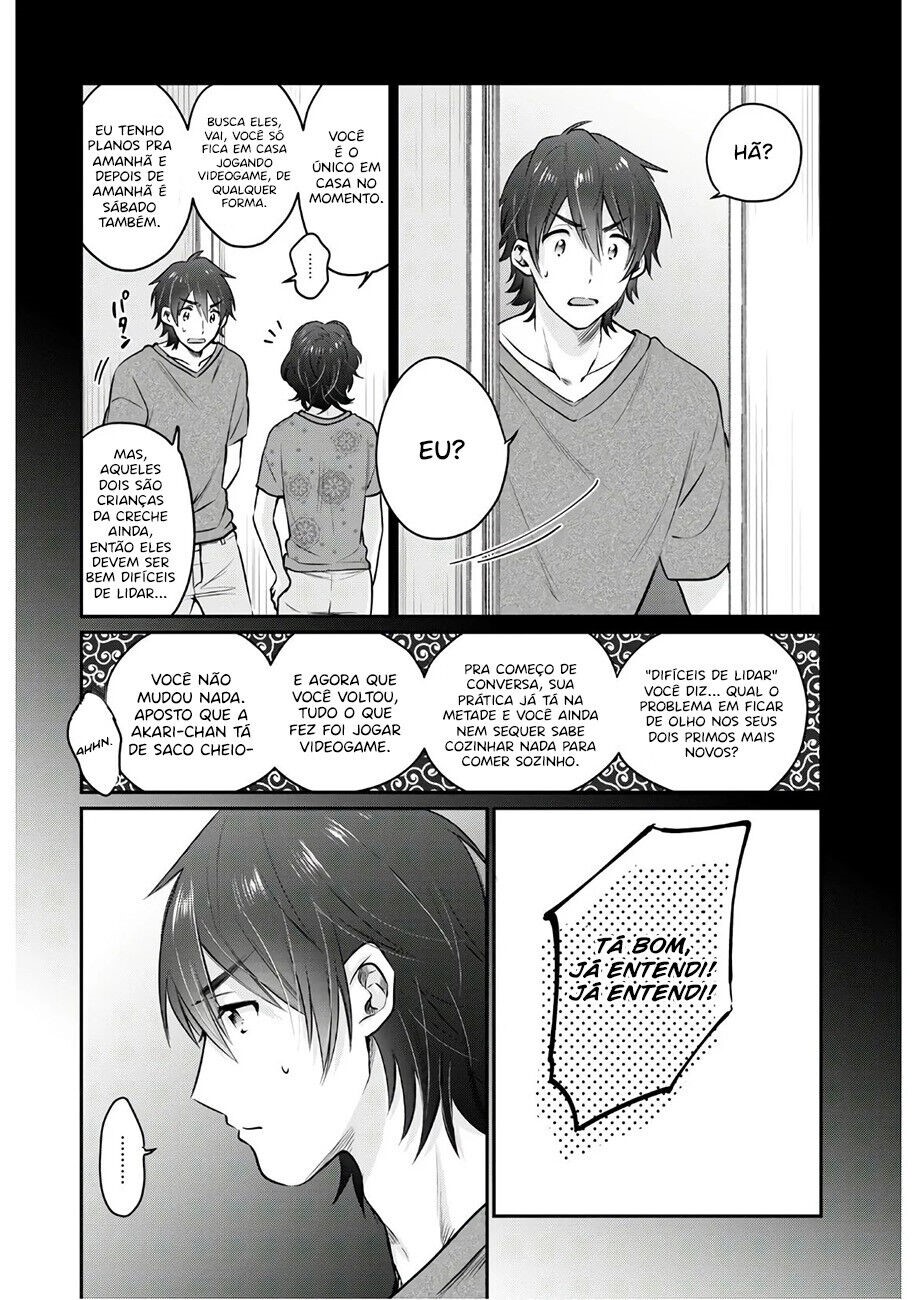 HÃ?
EU?
VOCÊ
É O
ÚNICO EM
CASA NO
MOMENTO.
BUSCA ELES,
VAI, VOCÊ SÓ
FICA EM CASA
JOGANDO
VIDEOGAME, DE
QUALQUER
FORMA.
EU TENHO
PLANOS PRA
AMANHÃ E
DEPOIS DE
AMANHÃ É
SÁBADO
TAMBÉM.
......
パタン
MAS,
AQUELES
DOIS SÃO
CRIANÇAS
DA CRECHE
AINDA,
ENTÃO ELES
DEVEM SER
BEM DIFÍCEIS
DE LIDAR...
"DIFÍCEIS DE LIDAR"
VOCÊ DIZ... QUAL O
PROBLEMA EM FICAR
DE OLHO NOS SEUS
DOIS PRIMOS MAIS
NOVOS?
PRA COMEÇO DE
CONVERSA, SUA
PRÁTICA JÁ TÁ NA
METADE E VOCÊ AINDA
NEM SEQUER SABE
COZINHAR NADA PARA
COMER SOZINHO.
E AGORA QUE
VOCÊ VOLTOU,
TUDO O QUE
FEZ FOI JOGAR
VIDEOGAME.
VOCÊ NÃO
MUDOU NADA.
APOSTO QUE A
AKARI-CHAN TÁ
DE SACO CHEIO-
AHHN.
TÁ BOM,
JÁ ENTENDI!
JÁ ENTENDI!
........